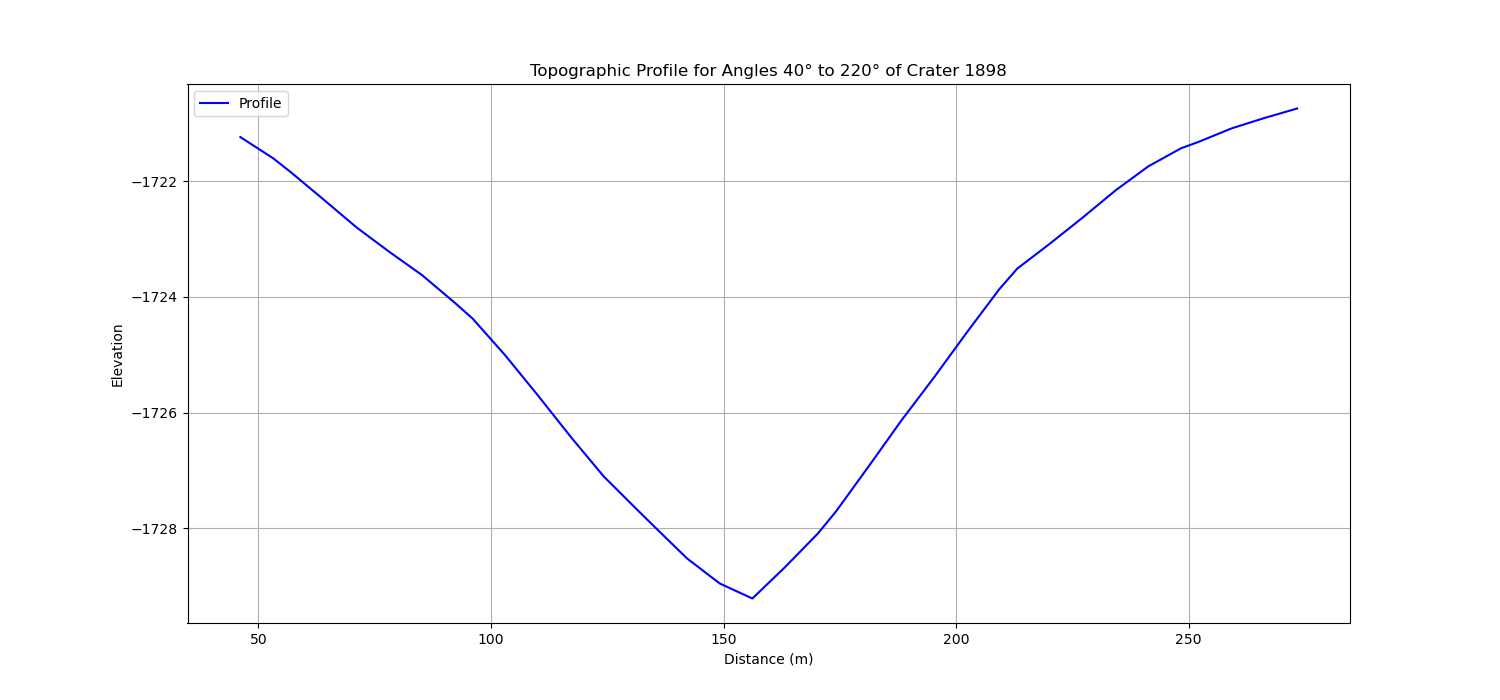 Topographic Profile for Angles 40° to 220° of Crater 1898
Profile
−1722
−1724
−1726
−1728
Elevation
50
100
150
200
250
Distance (m)